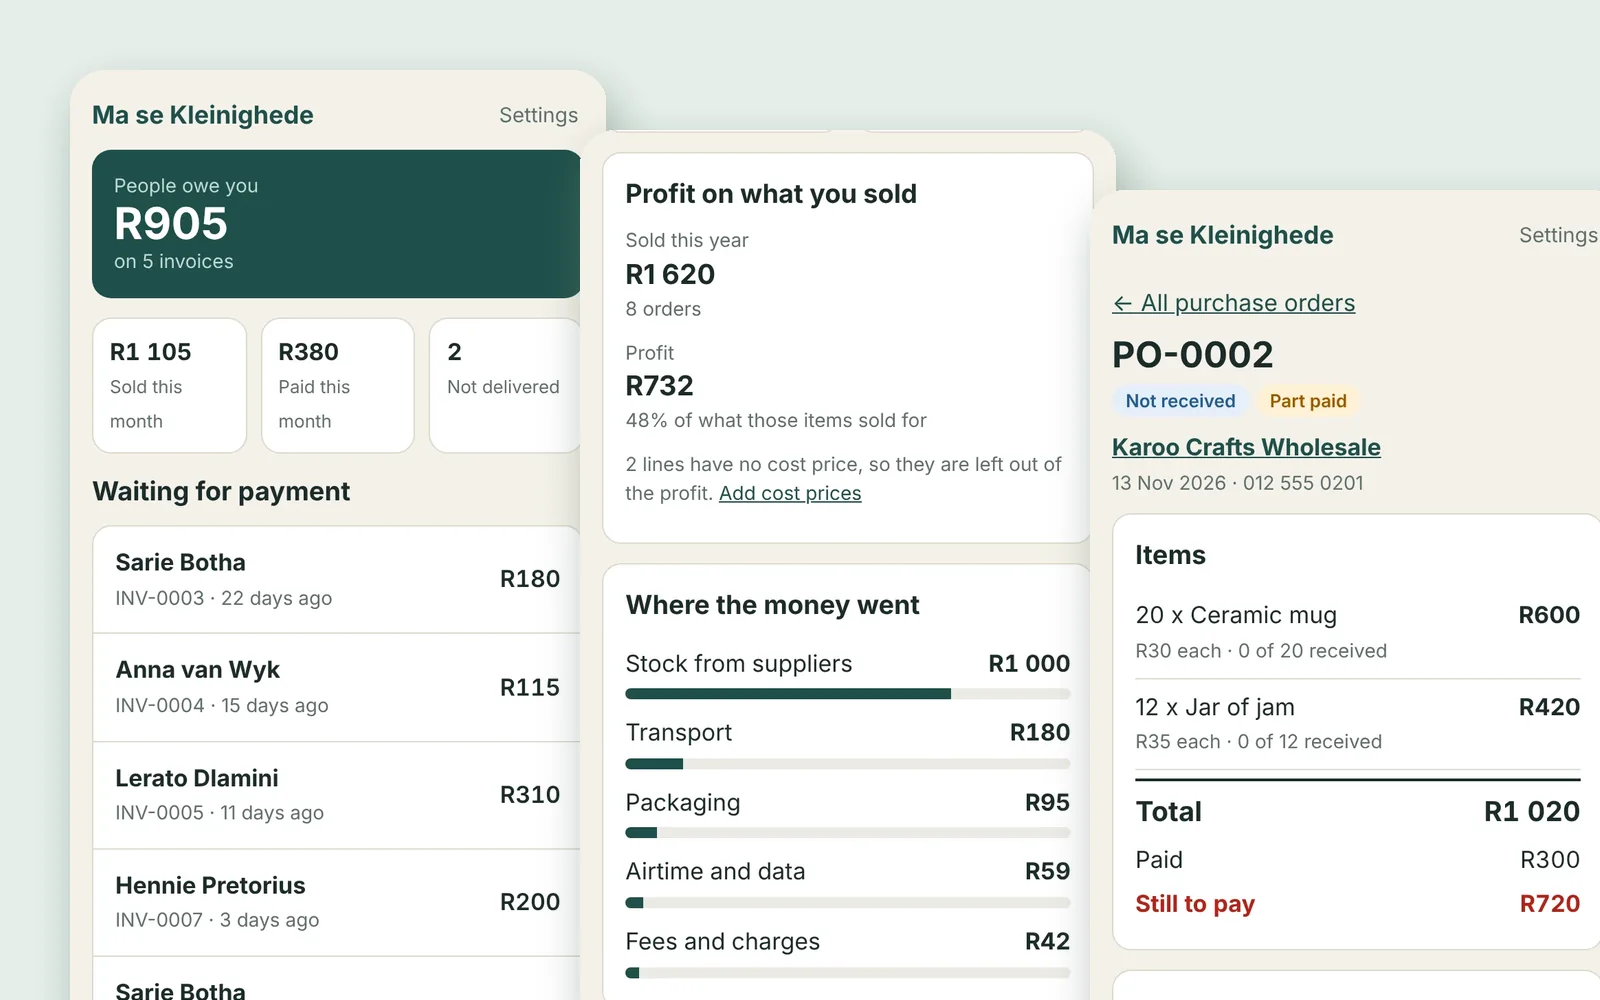 Ma se Kleinighede
Settings
People owe you
R905
on 5 invoices
R1 105
Sold this
month
R380
Paid this
month
2
Not delivered
Waiting for payment
Sarie Botha
INV-0003 · 22 days ago
R180
Anna van Wyk
INV-0004 · 15 days ago
R115
Lerato Dlamini
INV-0005 · 11 days ago
R310
Hennie Pretorius
INV-0007 · 3 days ago
R200
Sarie Botha
Profit on what you sold
Sold this year
R1 620
8 orders
Profit
R732
48% of what those items sold for
2 lines have no cost price, so they are left out of
the profit. Add cost prices
Where the money went
Stock from suppliers
R1 000
Transport
R180
Packaging
R95
Airtime and data
R59
Fees and charges
R42
Ma se Kleinighede
Settings
← All purchase orders
PO-0002
Not received
Part paid
Karoo Crafts Wholesale
13 Nov 2026 · 012 555 0201
Items
20 x Ceramic mug
R600
R30 each · 0 of 20 received
12 x Jar of jam
R420
R35 each · 0 of 12 received
Total
R1 020
Paid
R300
Still to pay
R720